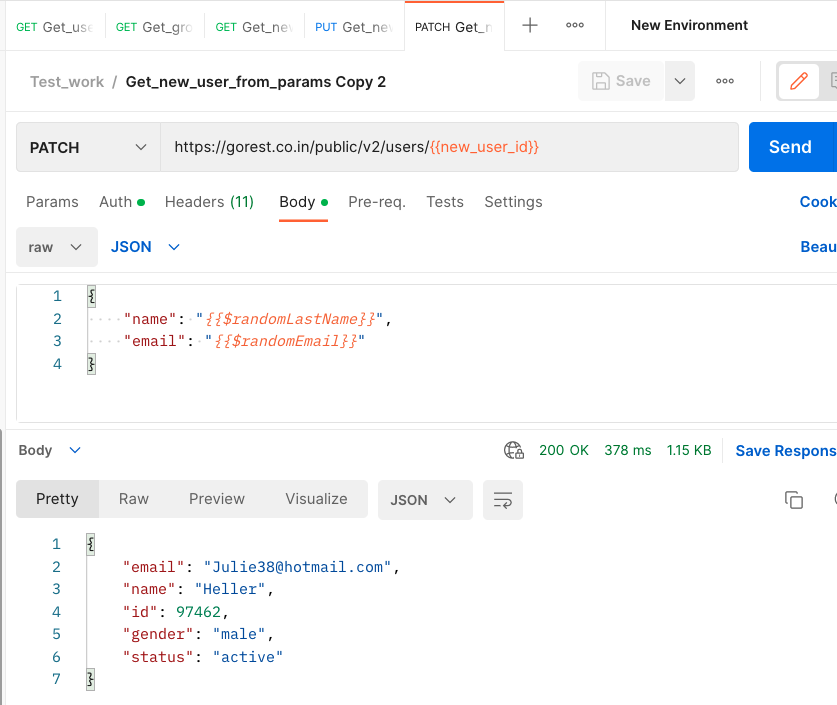 GET Get_use GET Get_gro GET Get_nev PUT Get_nev PATCH Get_n New Environment
Test_work / Get_new_user_from_params Copy 2 Save
PATCH https://gorest.co.in/public/v2/users/{{new_user_id}} Send
Params Auth Headers (11) Body Pre-req. Tests Settings Cook
raw JSON Beau
1 {
2 "name": "{{$randomLastName}}",
3 "email": "{{$randomEmail}}"
4 }
Body 200 OK 378 ms 1.15 KB Save Respons
Pretty Raw Preview Visualize JSON
1 {
2 "email": "Julie38@hotmail.com",
3 "name": "Heller",
4 "id": 97462,
5 "gender": "male",
6 "status": "active"
7 }